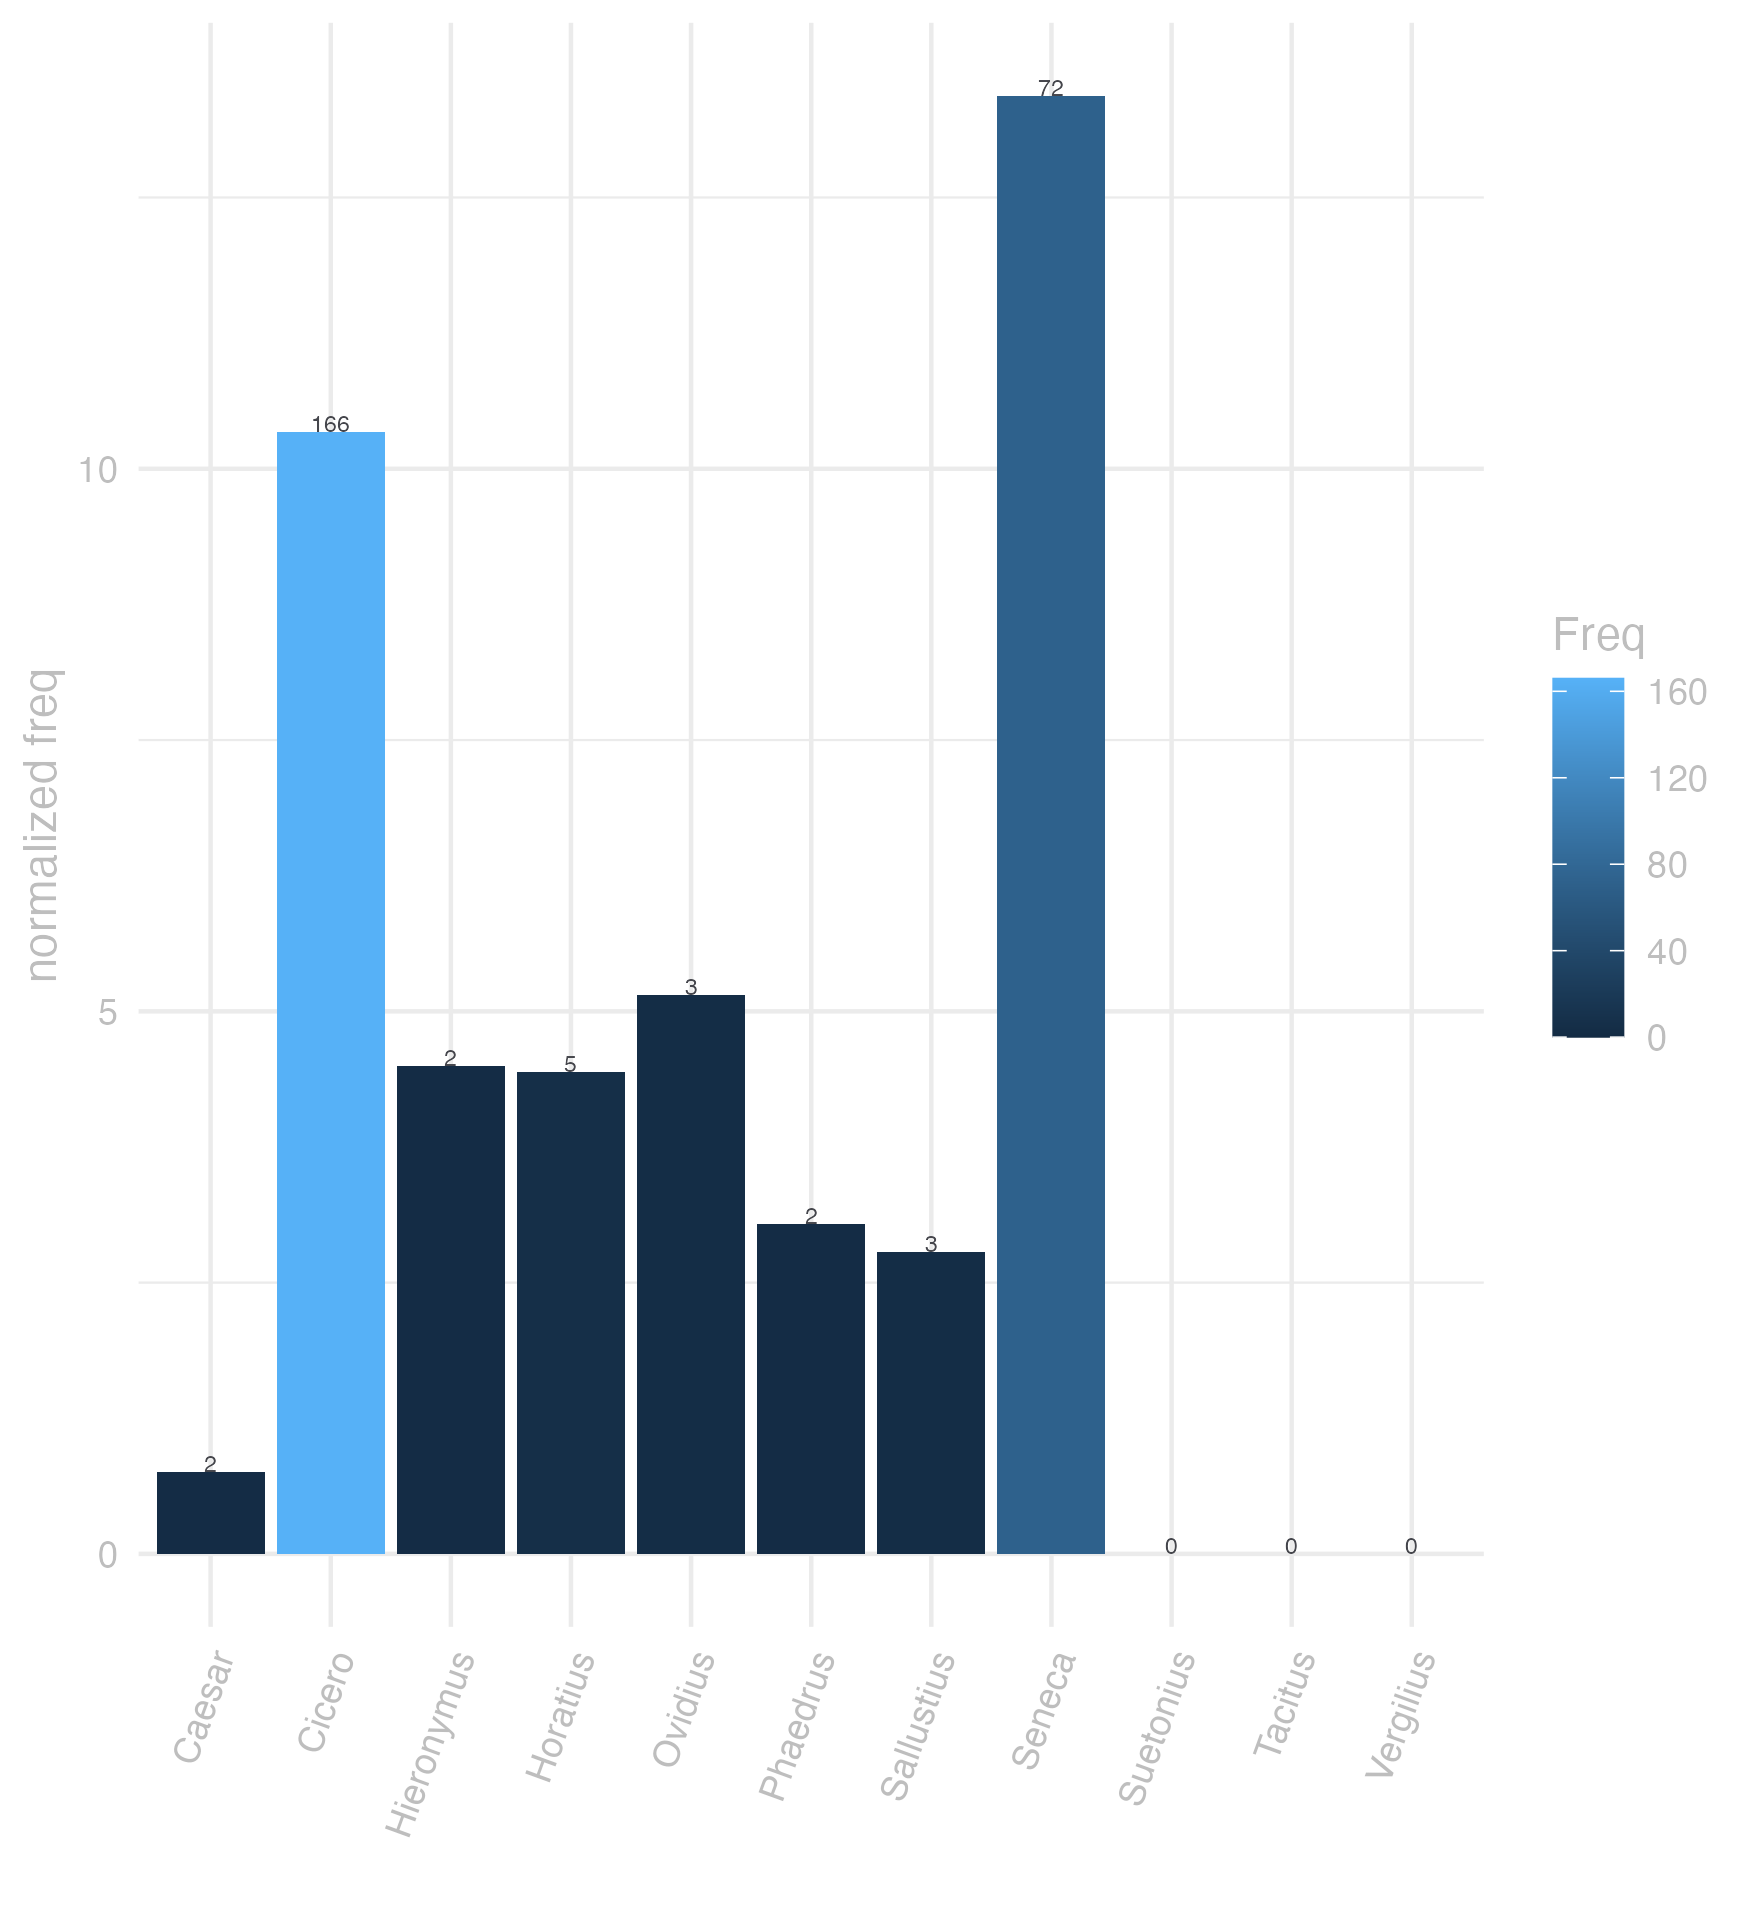 72
166
10
normalized freq
Freq
160
120
80
40
0
3
5
2
5
2
3
2
0
0
0
0
Caesar
Cicero
Hieronymus
Horatius
Ovidius
Phaedrus
Sallustius
Seneca
Suetonius
Tacitus
Vergilius